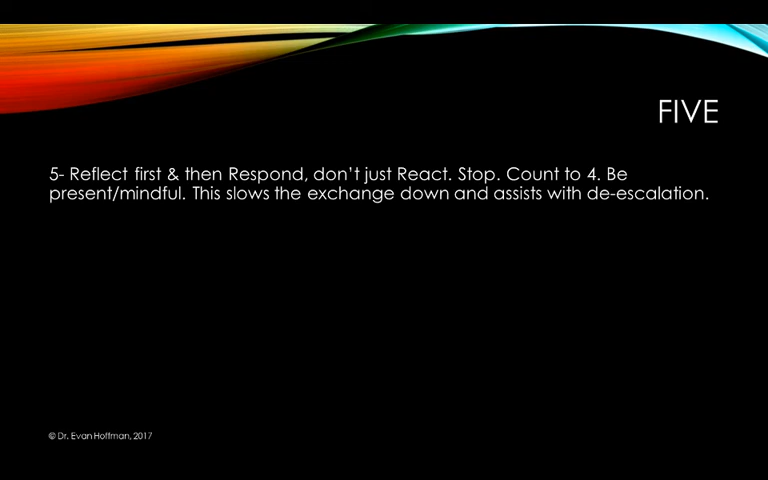 FIVE
5- Reflect first & then Respond, don’t just React. Stop. Count to 4. Be
present/mindful. This slows the exchange down and assists with de-escalation.
© Dr. Evan Hoffman, 2017